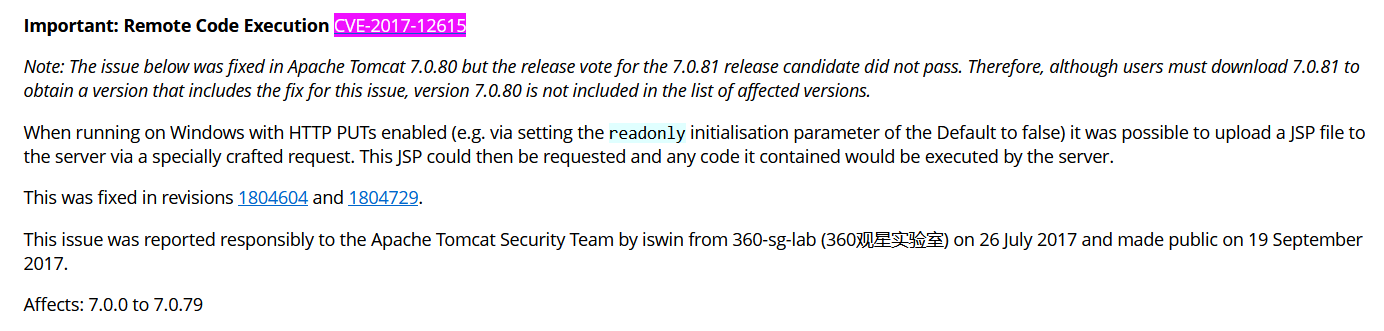 Important: Remote Code Execution CVE-2017-12615
Note: The issue below was fixed in Apache Tomcat 7.0.80 but the release vote for the 7.0.81 release candidate did not pass. Therefore, although users must download 7.0.81 to
obtain a version that includes the fix for this issue, version 7.0.80 is not included in the list of affected versions.
When running on Windows with HTTP PUTs enabled (e.g. via setting the readonly initialisation parameter of the Default to false) it was possible to upload a JSP file to
the server via a specially crafted request. This JSP could then be requested and any code it contained would be executed by the server.
This was fixed in revisions 1804604 and 1804729.
This issue was reported responsibly to the Apache Tomcat Security Team by iswin from 360-sg-lab (360观星实验室) on 26 July 2017 and made public on 19 September
2017.
Affects: 7.0.0 to 7.0.79